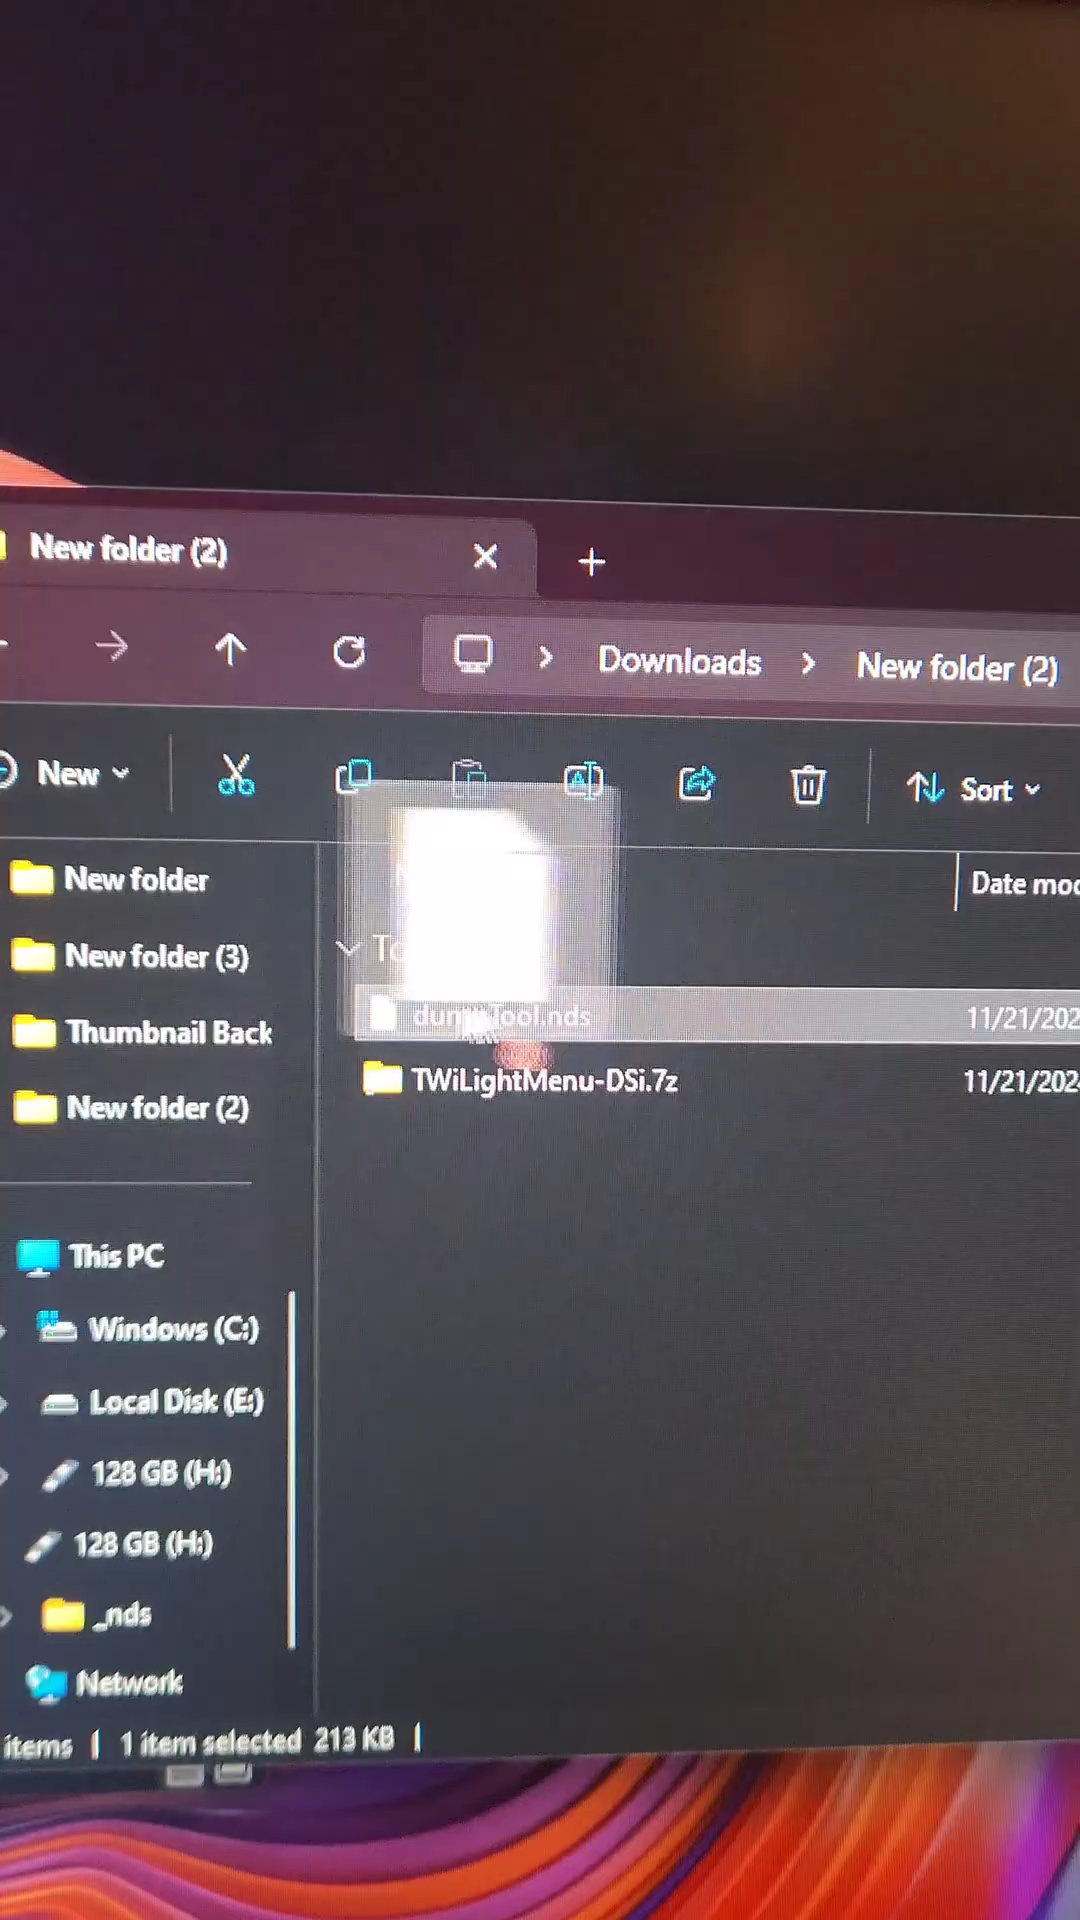 New folder (2)
Downloads > New folder (2)
New
Sort
New folder
Date mod
New folder (3)
Thumbnail Back
dumpTool.nds
11/21/202
New folder (2)
TWiLightMenu-DSi.7z
11/21/2024
This PC
Windows (C:)
Local Disk (E:)
128 GB (H:)
128 GB (H:)
_nds
Network
items | 1 item selected 213 KB |